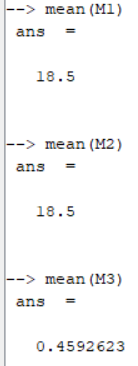 --> mean(M1)
ans  =
18.5
--> mean(M2)
ans  =
18.5
--> mean(M3)
ans  =
0.4592623